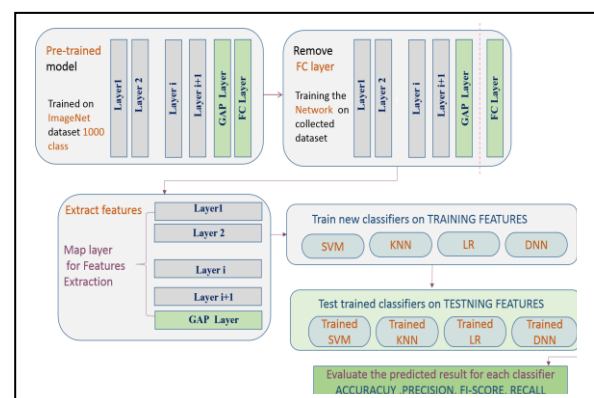 Pre-trained
model
Trained on
ImageNet
dataset 1000
class
Layer1
Layer 2
Layer i
Layer i+1
GAP Layer
FC Layer
Remove
FC layer
Training the
Network on
collected
dataset
Layer1
Layer 2
Layer i
Layer i+1
GAP Layer
FC Layer
Extract features
Map layer
for Features
Extraction
Layer1
Layer 2
Layer i
Layer i+1
GAP Layer
Train new classifiers on TRAINING FEATURES
SVM
KNN
LR
DNN
Test trained classifiers on TESTNING FEATURES
Trained
SVM
Trained
KNN
Trained
LR
Trained
DNN
Evaluate the predicted result for each classifier
ACCURACUY ,PRECISION, FI-SCORE, RECALL